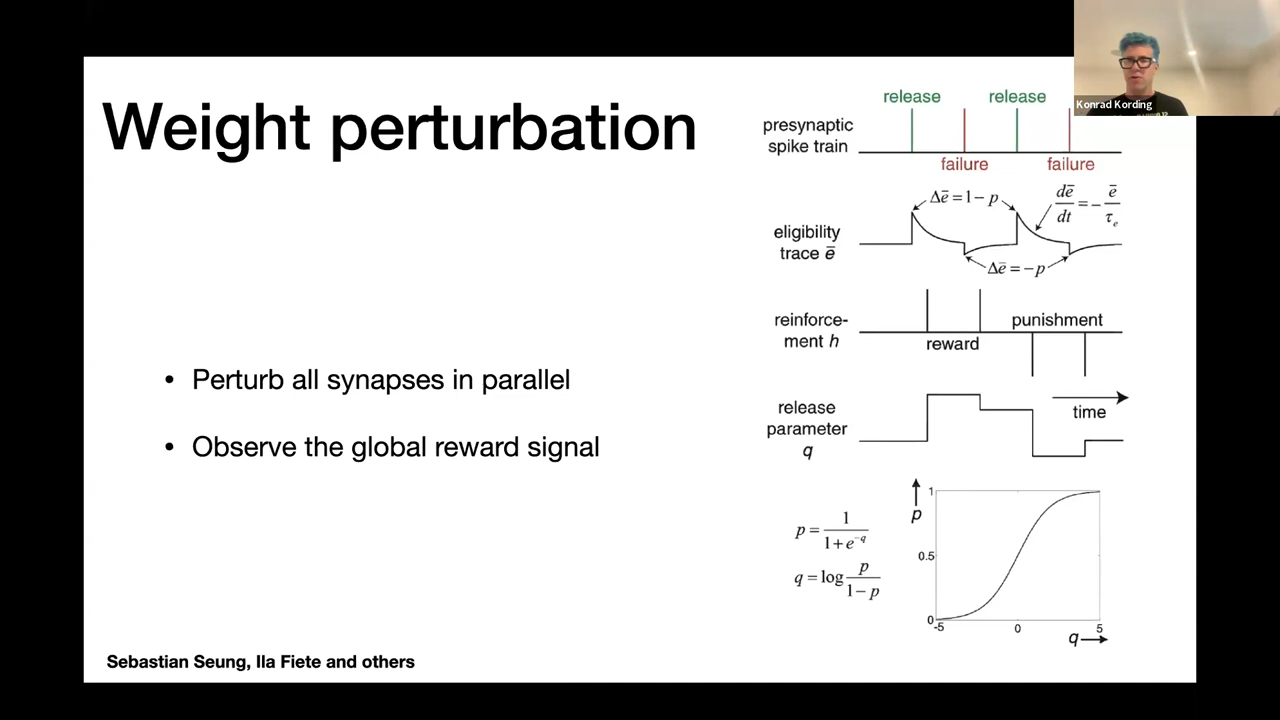 Weight perturbation
• Perturb all synapses in parallel
• Observe the global reward signal
Sebastian Seung, Ila Fiete and others
Konrad Kording
release release
presynaptic
spike train
failure failure
Δē = 1 − p
dē/dt = − ē/τₑ
eligibility
trace ē
Δē = − p
reinforce-
ment h
punishment
reward
release
parameter
q
time
p = 1/(1 + e^−q)
q = log p/(1 − p)
1
p
0.5
0
-5 0 5
q